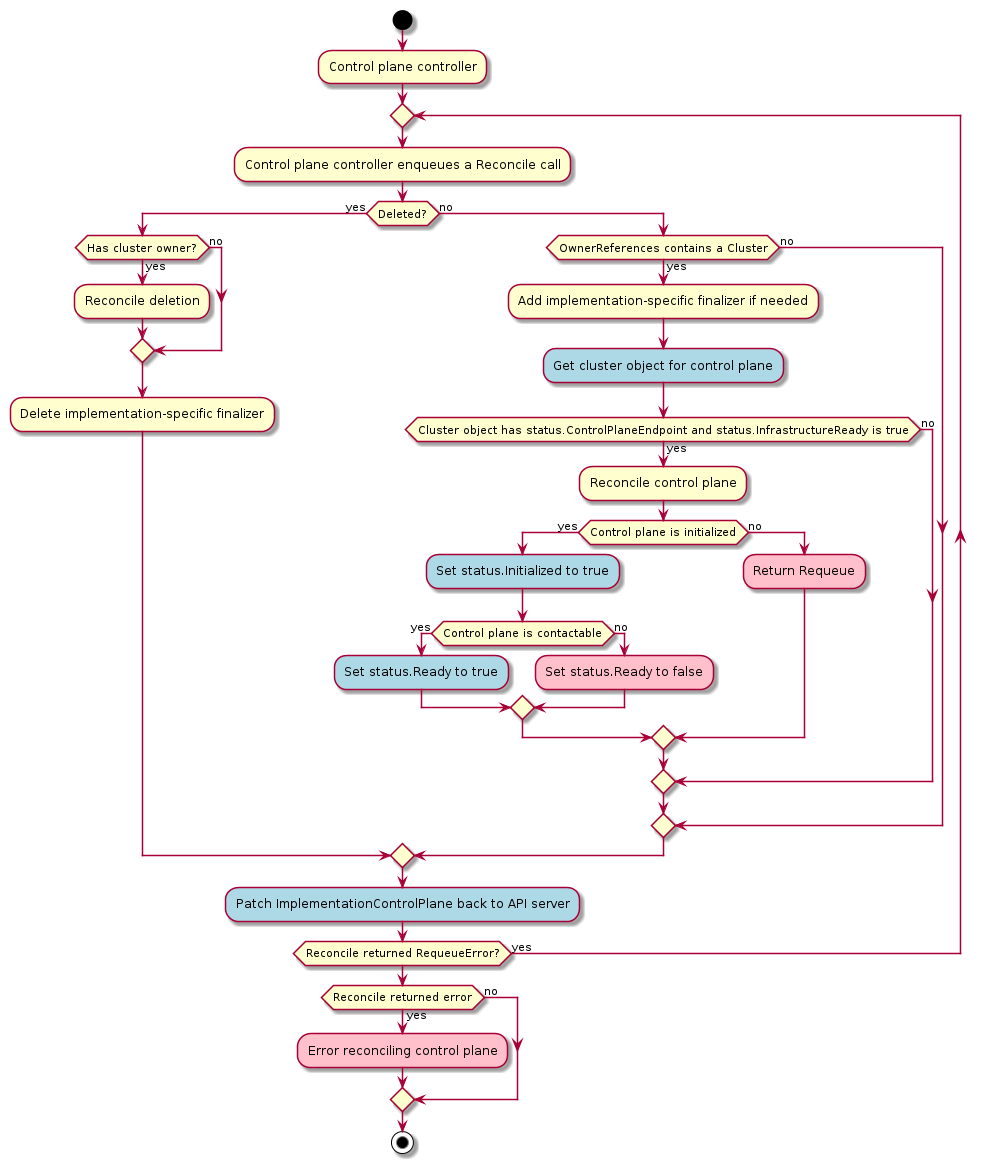 Control plane controller
Control plane controller enqueues a Reconcile call
yes
Deleted?
no
Has cluster owner?
no
yes
Reconcile deletion
Delete implementation-specific finalizer
OwnerReferences contains a Cluster
no
yes
Add implementation-specific finalizer if needed
Get cluster object for control plane
Cluster object has status.ControlPlaneEndpoint and status.InfrastructureReady is true
no
yes
Reconcile control plane
yes
Control plane is initialized
no
Set status.Initialized to true
Return Requeue
yes
Control plane is contactable
no
Set status.Ready to true
Set status.Ready to false
Patch ImplementationControlPlane back to API server
Reconcile returned RequeueError?
yes
Reconcile returned error
no
yes
Error reconciling control plane